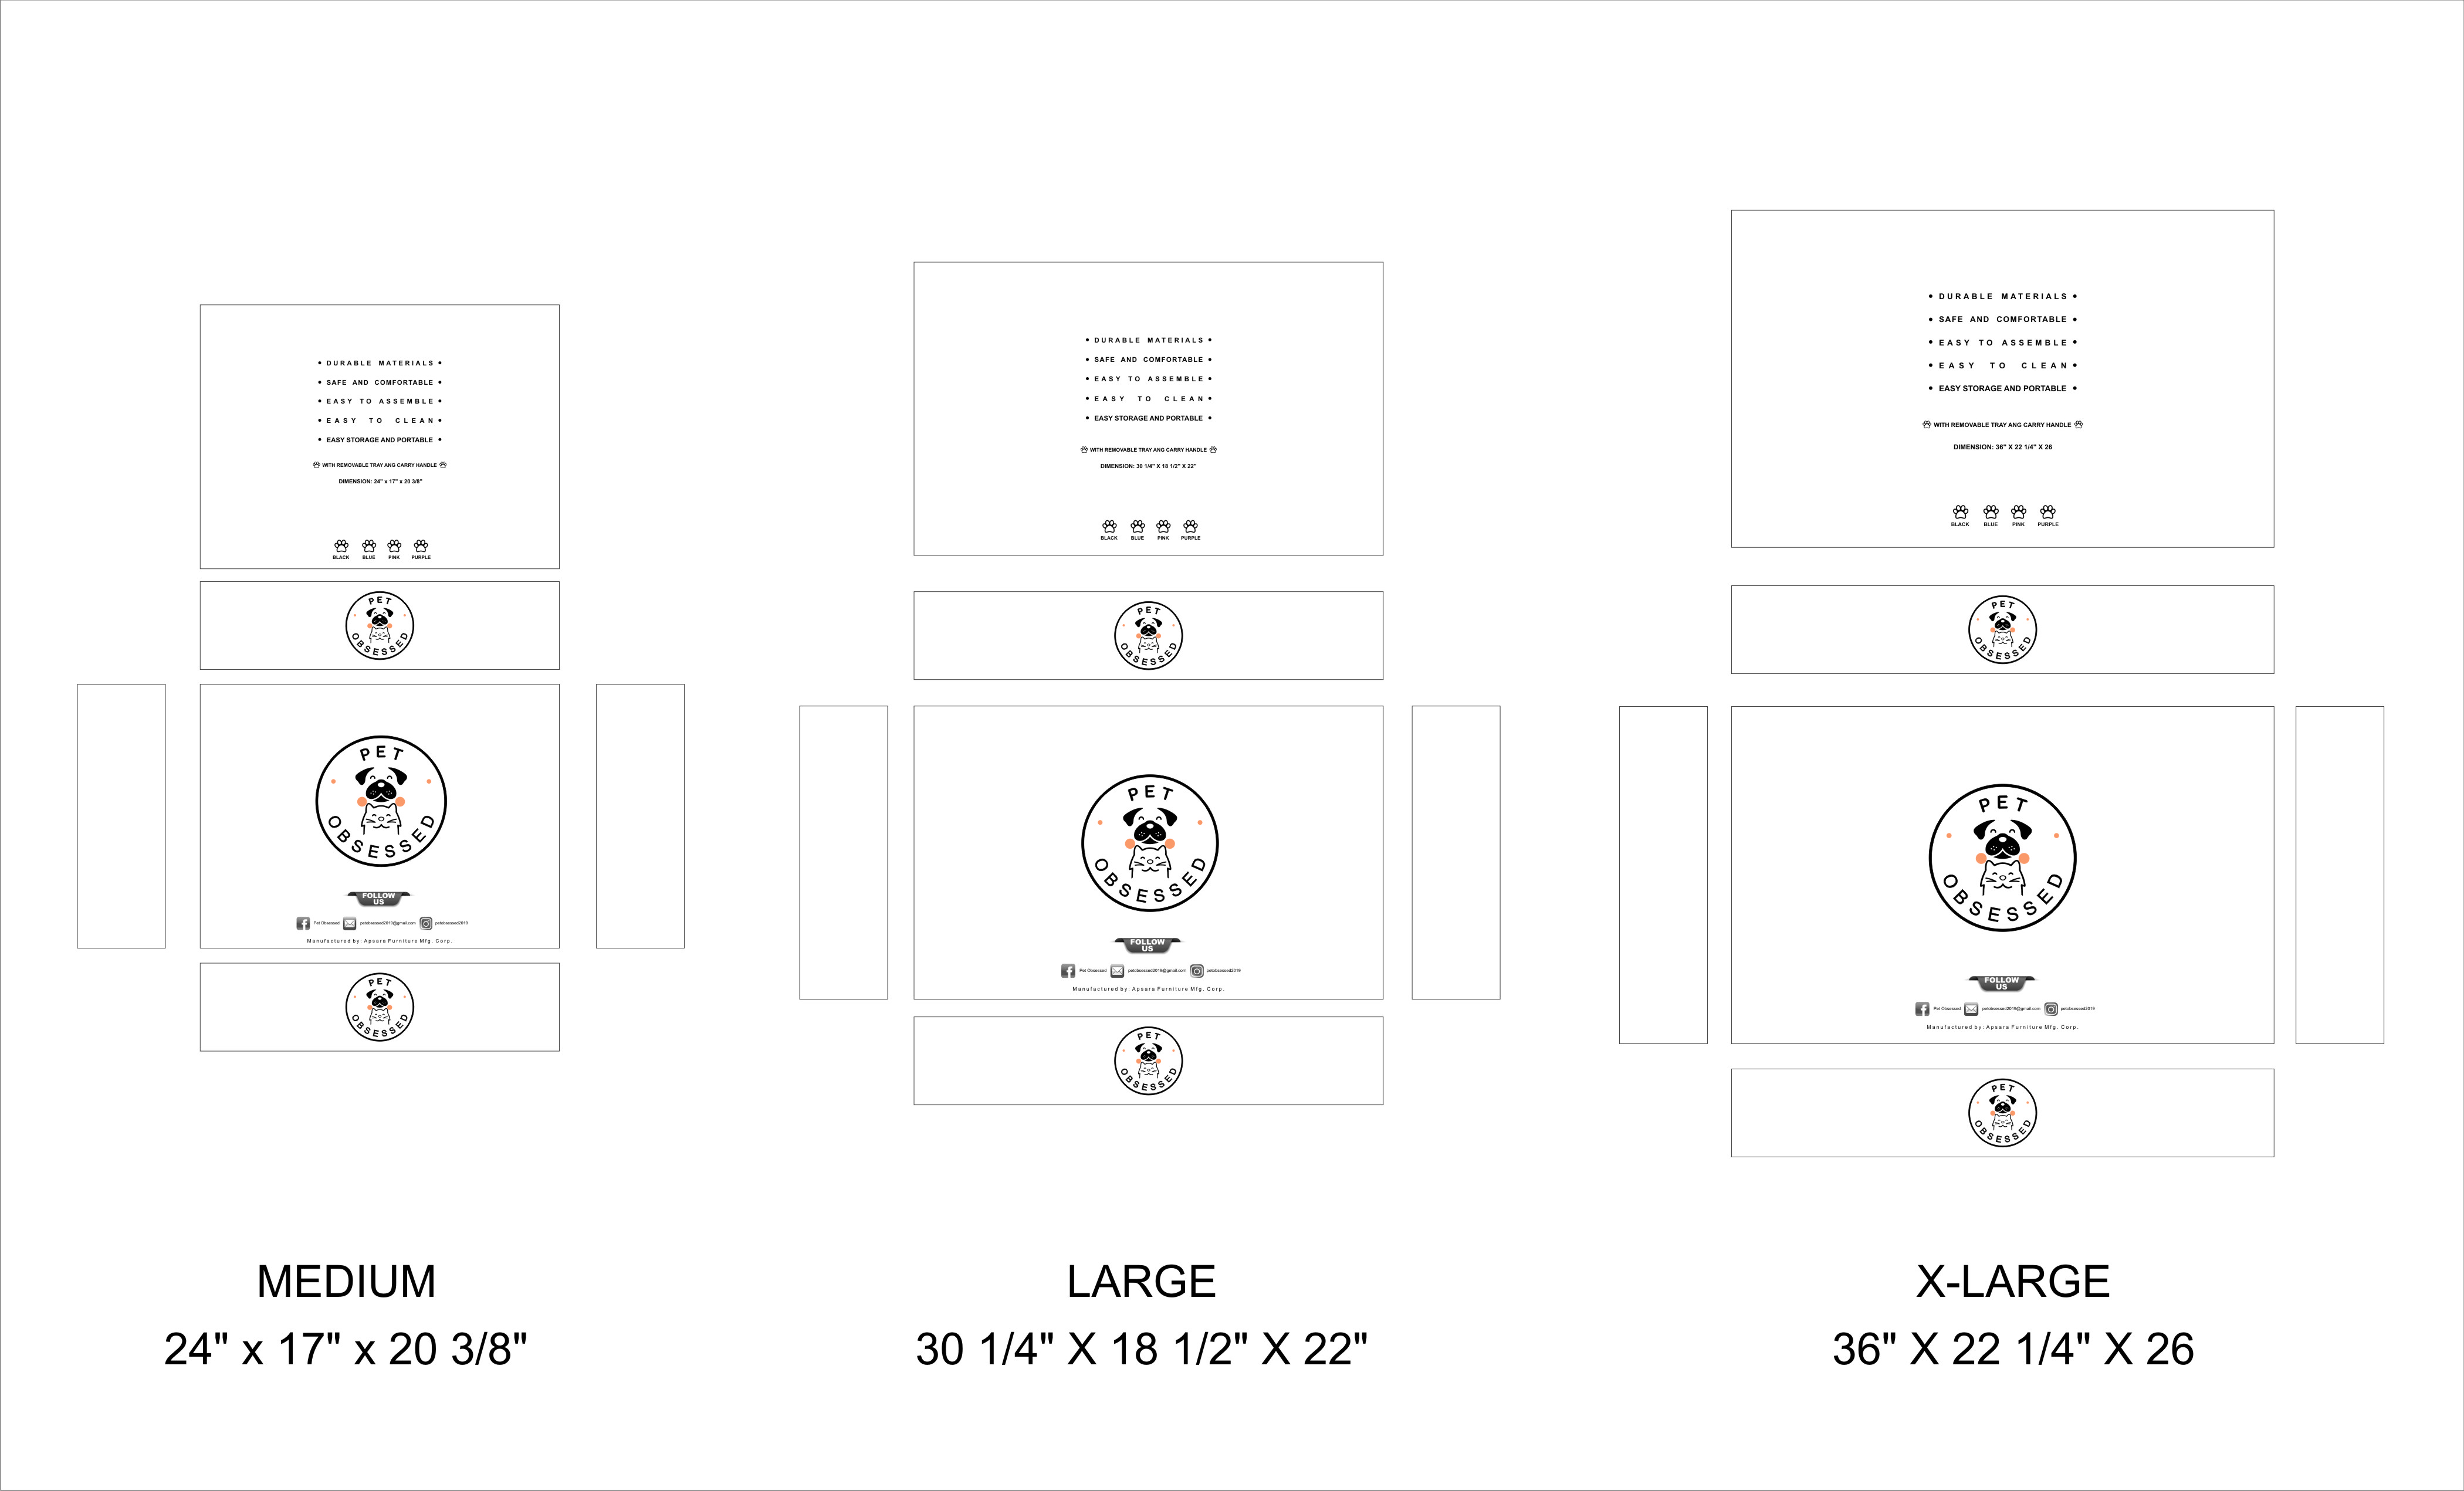 • DURABLE MATERIALS •
• SAFE AND COMFORTABLE •
• EASY TO ASSEMBLE •
• EASY TO CLEAN •
• EASY STORAGE AND PORTABLE •
WITH REMOVABLE TRAY ANG CARRY HANDLE
DIMENSION: 24" x 17" x 20 3/8"
BLACK BLUE PINK PURPLE
PET
OBSESSED
PET
OBSESSED
FOLLOW
US
Pet Obsessed petobsessed2019@gmail.com petobsessed2019
Manufactured by: Apsara Furniture Mfg. Corp.
PET
OBSESSED
MEDIUM
24" x 17" x 20 3/8"
• DURABLE MATERIALS •
• SAFE AND COMFORTABLE •
• EASY TO ASSEMBLE •
• EASY TO CLEAN •
• EASY STORAGE AND PORTABLE •
WITH REMOVABLE TRAY ANG CARRY HANDLE
DIMENSION: 30 1/4" X 18 1/2" X 22"
BLACK BLUE PINK PURPLE
PET
OBSESSED
PET
OBSESSED
FOLLOW
US
Pet Obsessed petobsessed2019@gmail.com petobsessed2019
Manufactured by: Apsara Furniture Mfg. Corp.
PET
OBSESSED
LARGE
30 1/4" X 18 1/2" X 22"
• DURABLE MATERIALS •
• SAFE AND COMFORTABLE •
• EASY TO ASSEMBLE •
• EASY TO CLEAN •
• EASY STORAGE AND PORTABLE •
WITH REMOVABLE TRAY ANG CARRY HANDLE
DIMENSION: 36" X 22 1/4" X 26
BLACK BLUE PINK PURPLE
PET
OBSESSED
PET
OBSESSED
FOLLOW
US
Pet Obsessed petobsessed2019@gmail.com petobsessed2019
Manufactured by: Apsara Furniture Mfg. Corp.
PET
OBSESSED
X-LARGE
36" X 22 1/4" X 26